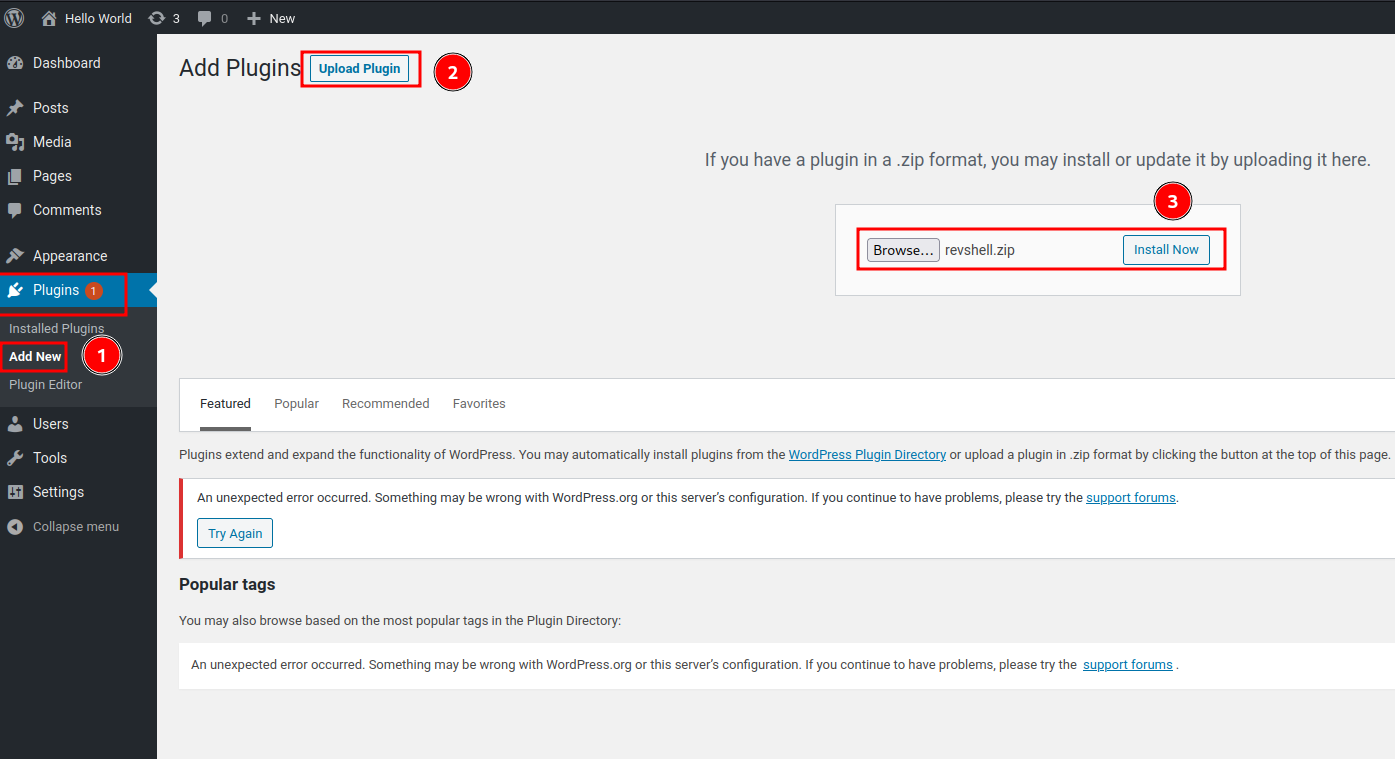 Hello World 3 0 New
Dashboard
Posts
Media
Pages
Comments
Appearance
Plugins 1
Installed Plugins
Add New 1
Plugin Editor
Users
Tools
Settings
Collapse menu
Add Plugins Upload Plugin 2
If you have a plugin in a .zip format, you may install or update it by uploading it here.
3
Browse... revshell.zip Install Now
Featured Popular Recommended Favorites
Plugins extend and expand the functionality of WordPress. You may automatically install plugins from the WordPress Plugin Directory or upload a plugin in .zip format by clicking the button at the top of this page.
An unexpected error occurred. Something may be wrong with WordPress.org or this server’s configuration. If you continue to have problems, please try the support forums.
Try Again
Popular tags
You may also browse based on the most popular tags in the Plugin Directory:
An unexpected error occurred. Something may be wrong with WordPress.org or this server’s configuration. If you continue to have problems, please try the support forums .